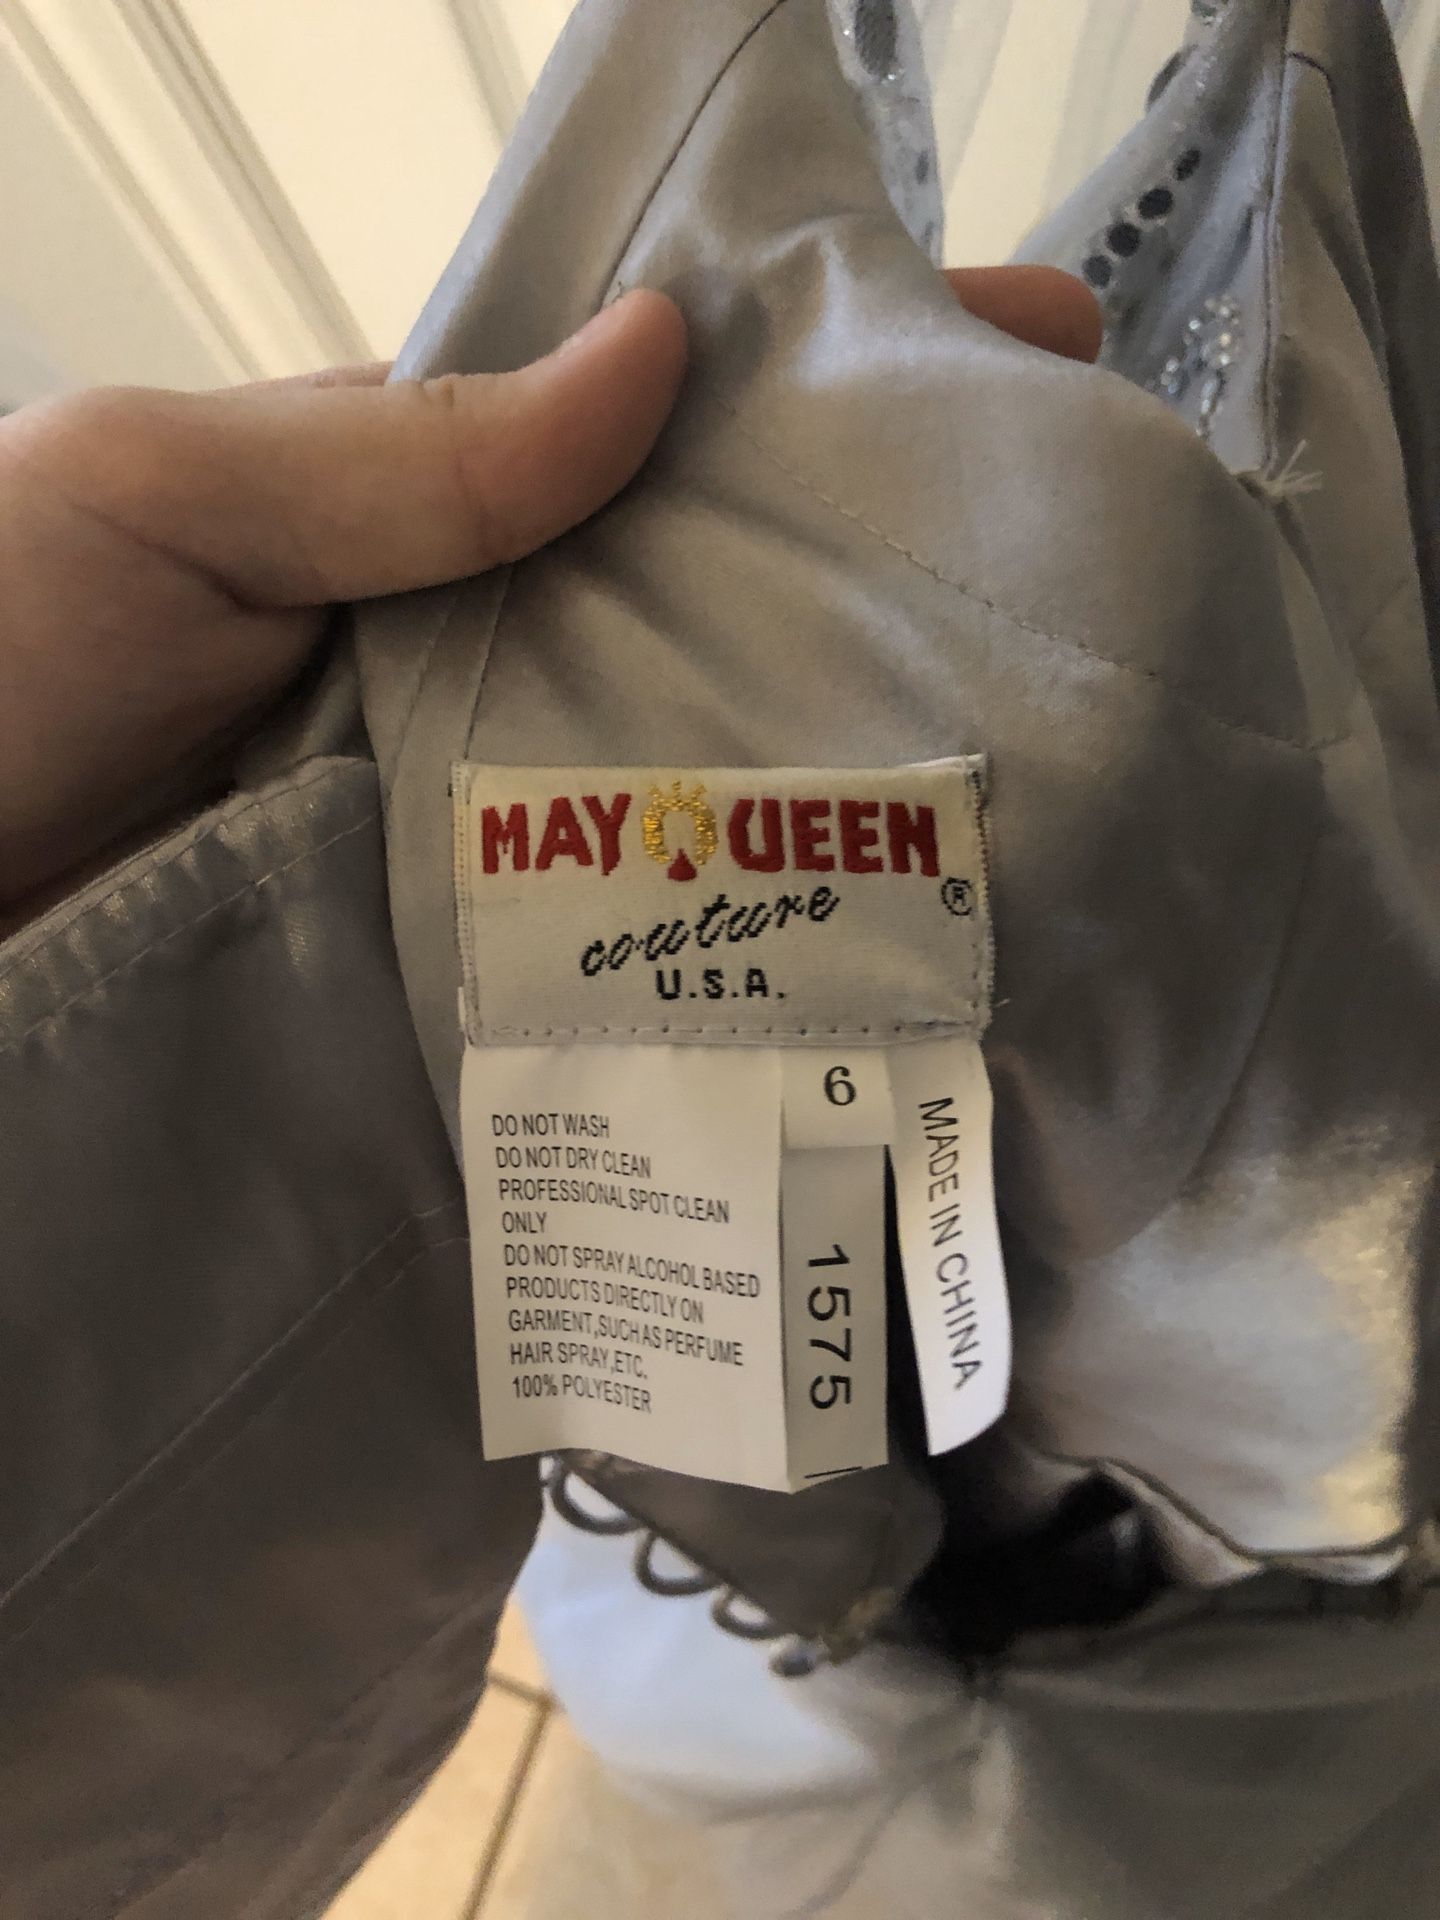 MAY QUEEN
couture ®
U.S.A.
6
DO NOT WASH
DO NOT DRY CLEAN
PROFESSIONAL SPOT CLEAN
ONLY
DO NOT SPRAY ALCOHOL BASED
PRODUCTS DIRECTLY ON
GARMENT,SUCH AS PERFUME
HAIR SPRAY,ETC.
100% POLYESTER
1575
MADE IN CHINA